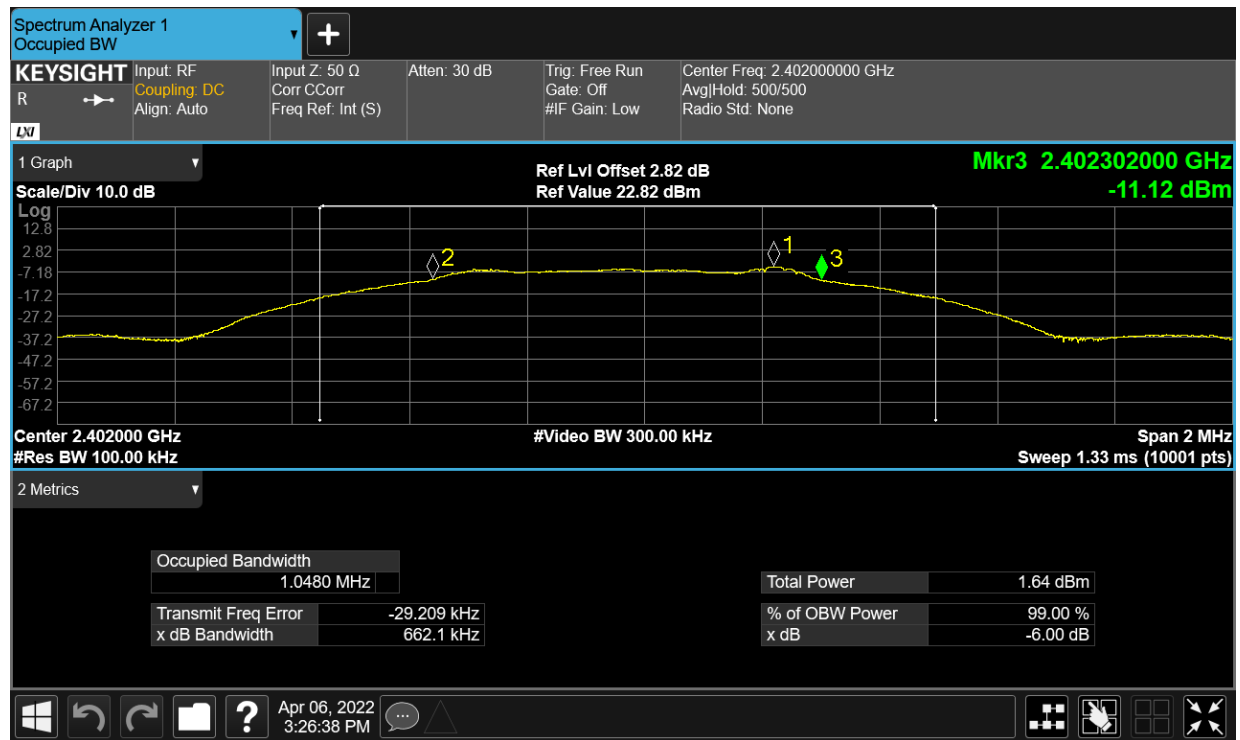 Spectrum Analyzer 1
Occupied BW
KEYSIGHT
R
LXI
Input: RF
Coupling: DC
Align: Auto
Input Z: 50 Ω
Corr CCorr
Freq Ref: Int (S)
Atten: 30 dB
Trig: Free Run
Gate: Off
#IF Gain: Low
Center Freq: 2.402000000 GHz
Avg|Hold: 500/500
Radio Std: None
1 Graph
Scale/Div 10.0 dB
Ref Lvl Offset 2.82 dB
Ref Value 22.82 dBm
Mkr3 2.402302000 GHz
-11.12 dBm
Log
12.8
2.82
-7.18
-17.2
-27.2
-37.2
-47.2
-57.2
-67.2
2
1
3
Center 2.402000 GHz
#Video BW 300.00 kHz
Span 2 MHz
#Res BW 100.00 kHz
Sweep 1.33 ms (10001 pts)
2 Metrics
Occupied Bandwidth
1.0480 MHz
Total Power 1.64 dBm
Transmit Freq Error -29.209 kHz
% of OBW Power 99.00 %
x dB Bandwidth 662.1 kHz
x dB -6.00 dB
?
Apr 06, 2022
3:26:38 PM